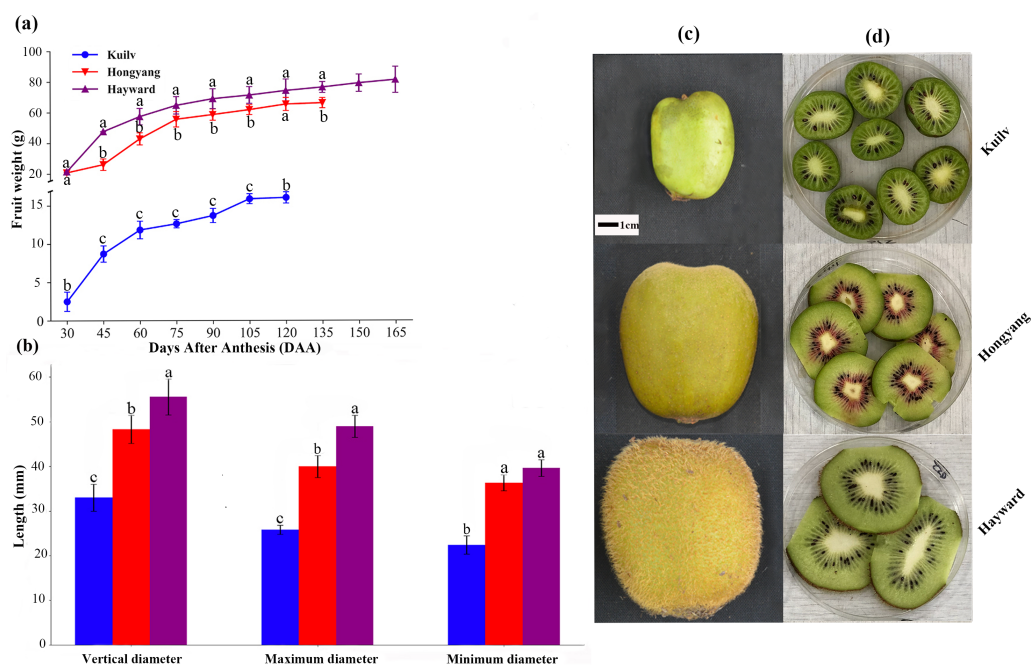 (a)
Kuilv
Hongyang
Hayward
Fruit weight (g)
100
80
60
40
20
15
10
5
0
a a a a a a a a
a b b b b b a b
c c c c c b
30 45 60 75 90 105 120 135 150 165
Days After Anthesis (DAA)
(b)
Length (mm)
60
50
40
30
20
10
0
c b a
c b a
b a a
Vertical diameter Maximum diameter Minimum diameter
(c)
(d)
1cm
Kuilv
Hongyang
Hayward